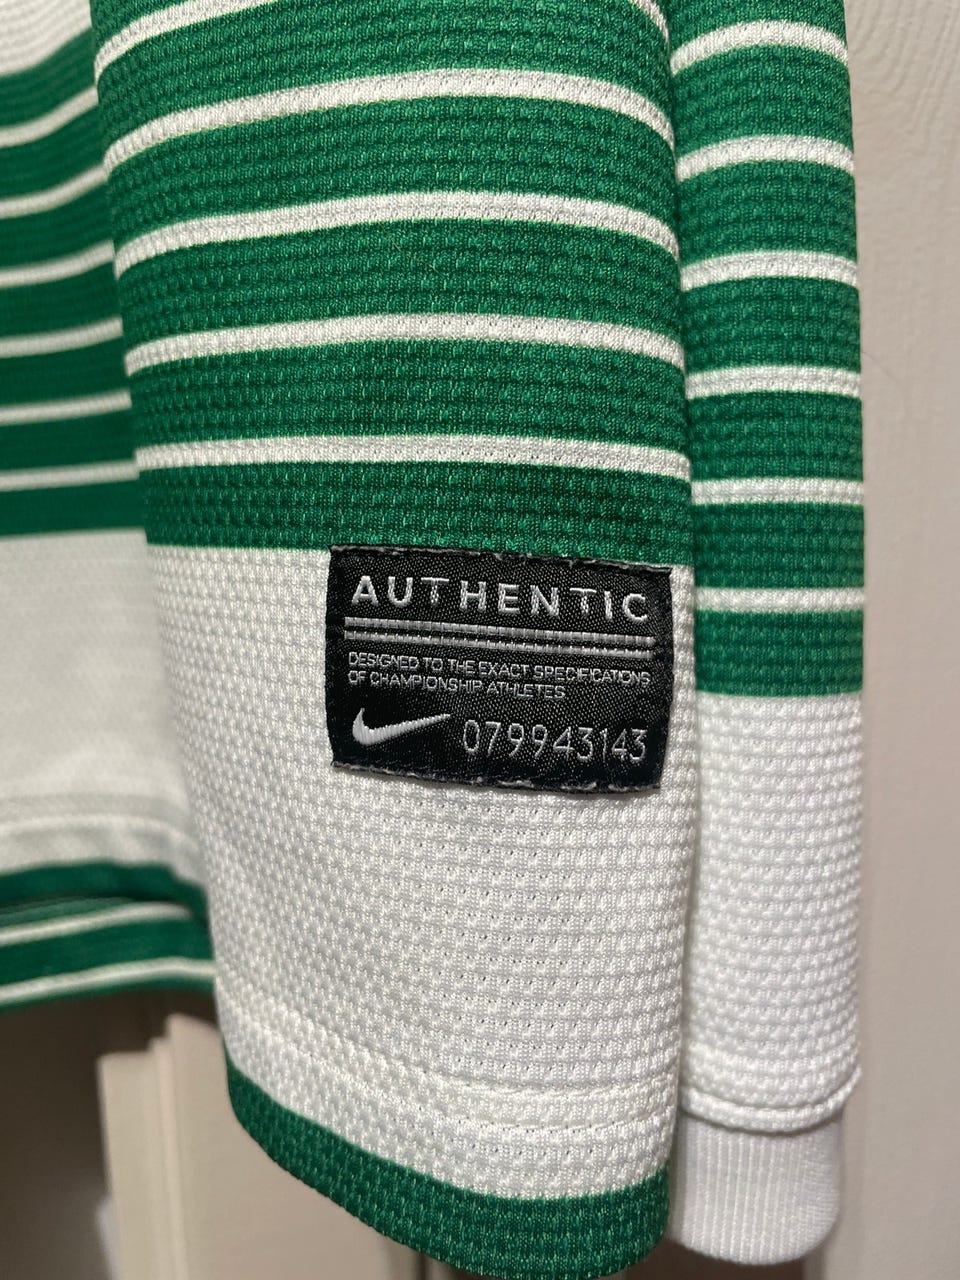 AUTHENTIC
DESIGNED TO THE EXACT SPECIFICATIONS
OF CHAMPIONSHIP ATHLETES
079943143